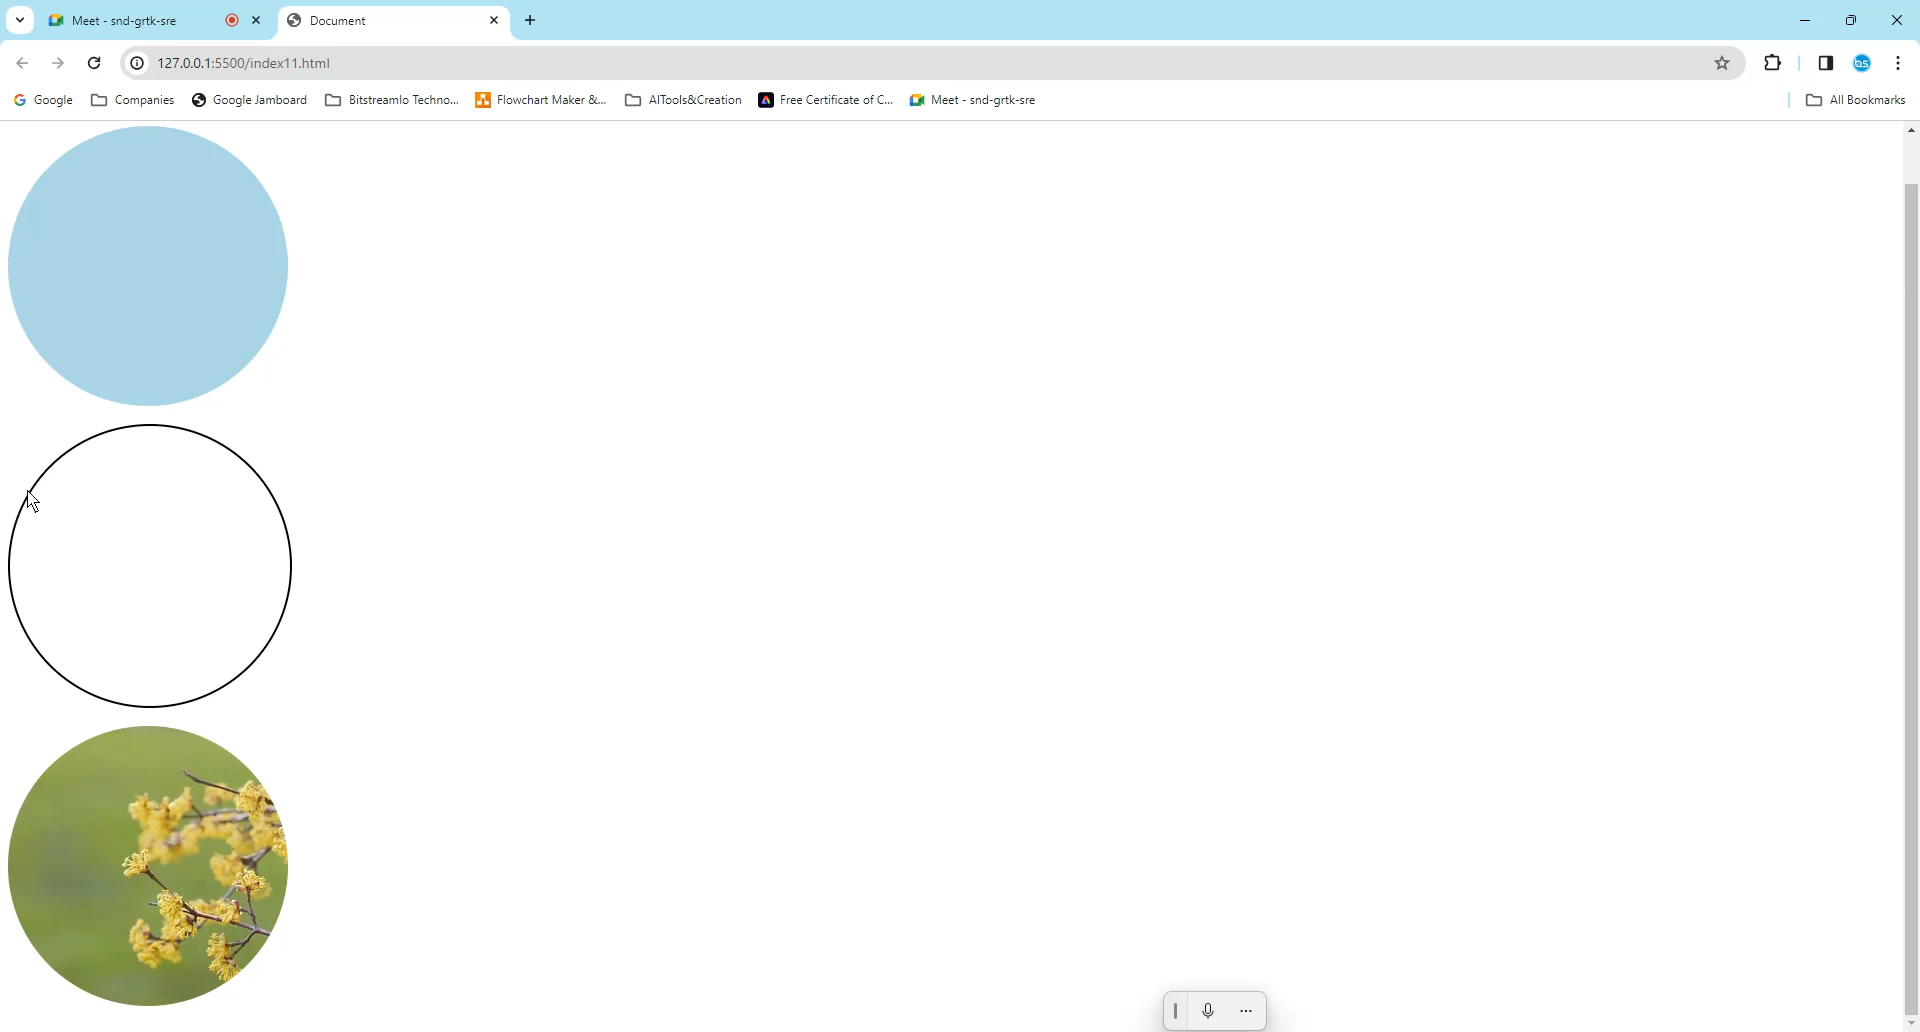 Meet - snd-grtk-sre
Document
127.0.0.1:5500/index11.html
Google
Companies
Google Jamboard
Bitstreamlo Techno...
Flowchart Maker &...
AITools&Creation
Free Certificate of C...
Meet - snd-grtk-sre
All Bookmarks